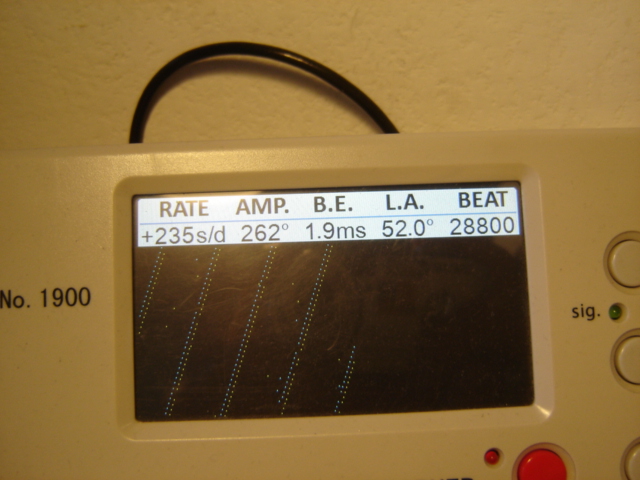 RATE AMP. B.E. L.A. BEAT
+235s/d 262° 1.9ms 52.0° 28800
No. 1900
sig.